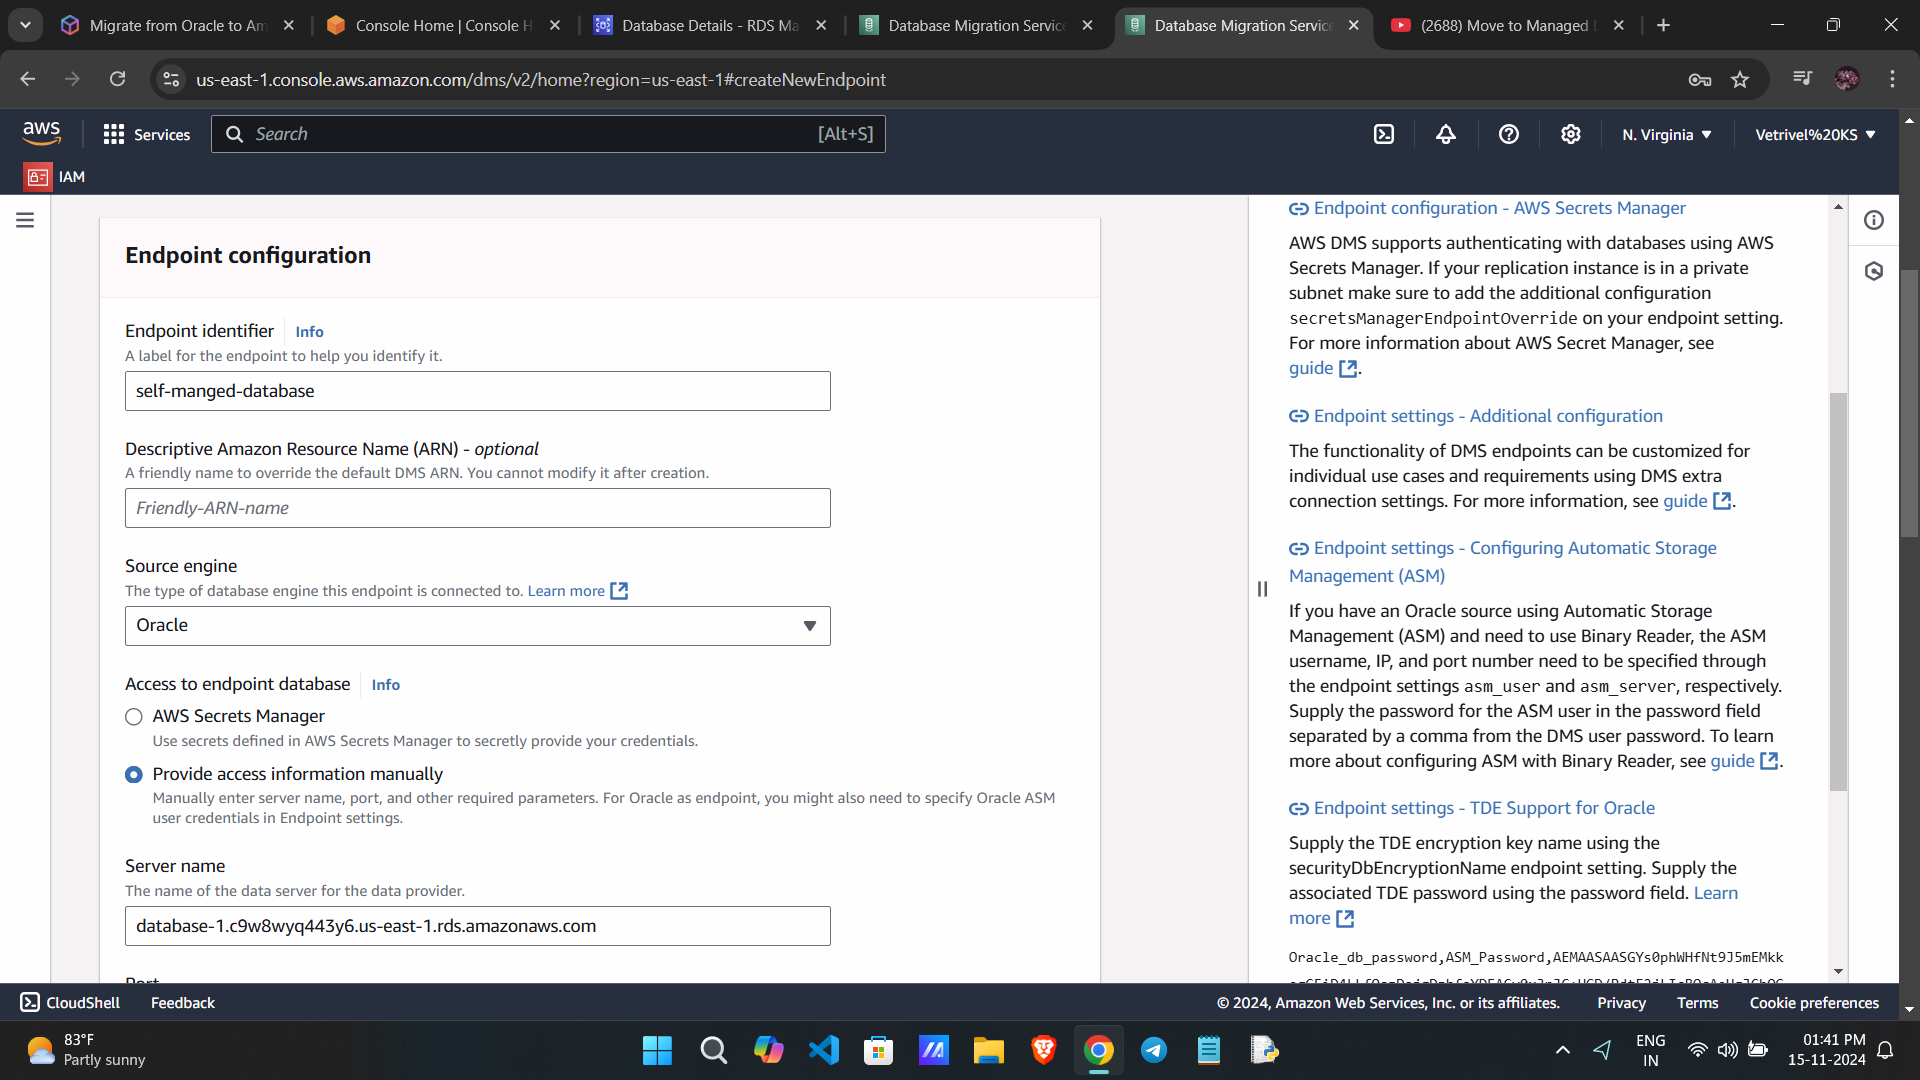 Migrate from Oracle to Am
Console Home | Console H
Database Details - RDS Ma
Database Migration Service
Database Migration Service
(2688) Move to Managed
us-east-1.console.aws.amazon.com/dms/v2/home?region=us-east-1#createNewEndpoint
aws
Services
Search
[Alt+S]
N. Virginia
Vetrivel%20KS
IAM
Endpoint configuration
Endpoint identifier
Info
A label for the endpoint to help you identify it.
self-manged-database
Descriptive Amazon Resource Name (ARN) - optional
A friendly name to override the default DMS ARN. You cannot modify it after creation.
Friendly-ARN-name
Source engine
The type of database engine this endpoint is connected to. Learn more
Oracle
Access to endpoint database
Info
AWS Secrets Manager
Use secrets defined in AWS Secrets Manager to secretly provide your credentials.
Provide access information manually
Manually enter server name, port, and other required parameters. For Oracle as endpoint, you might also need to specify Oracle ASM
user credentials in Endpoint settings.
Server name
The name of the data server for the data provider.
database-1.c9w8wyq443y6.us-east-1.rds.amazonaws.com
Port
Endpoint configuration - AWS Secrets Manager
AWS DMS supports authenticating with databases using AWS
Secrets Manager. If your replication instance is in a private
subnet make sure to add the additional configuration
secretsManagerEndpointOverride on your endpoint setting.
For more information about AWS Secret Manager, see
guide.
Endpoint settings - Additional configuration
The functionality of DMS endpoints can be customized for
individual use cases and requirements using DMS extra
connection settings. For more information, see guide.
Endpoint settings - Configuring Automatic Storage
Management (ASM)
If you have an Oracle source using Automatic Storage
Management (ASM) and need to use Binary Reader, the ASM
username, IP, and port number need to be specified through
the endpoint settings asm_user and asm_server, respectively.
Supply the password for the ASM user in the password field
separated by a comma from the DMS user password. To learn
more about configuring ASM with Binary Reader, see guide.
Endpoint settings - TDE Support for Oracle
Supply the TDE encryption key name using the
securityDbEncryptionName endpoint setting. Supply the
associated TDE password using the password field. Learn
more
Oracle_db_password,ASM_Password,AEMAASAASGYs0phWHfNt9J5mEMkk
CloudShell
Feedback
© 2024, Amazon Web Services, Inc. or its affiliates.
Privacy
Terms
Cookie preferences
83°F
Partly sunny
ENG
IN
01:41 PM
15-11-2024